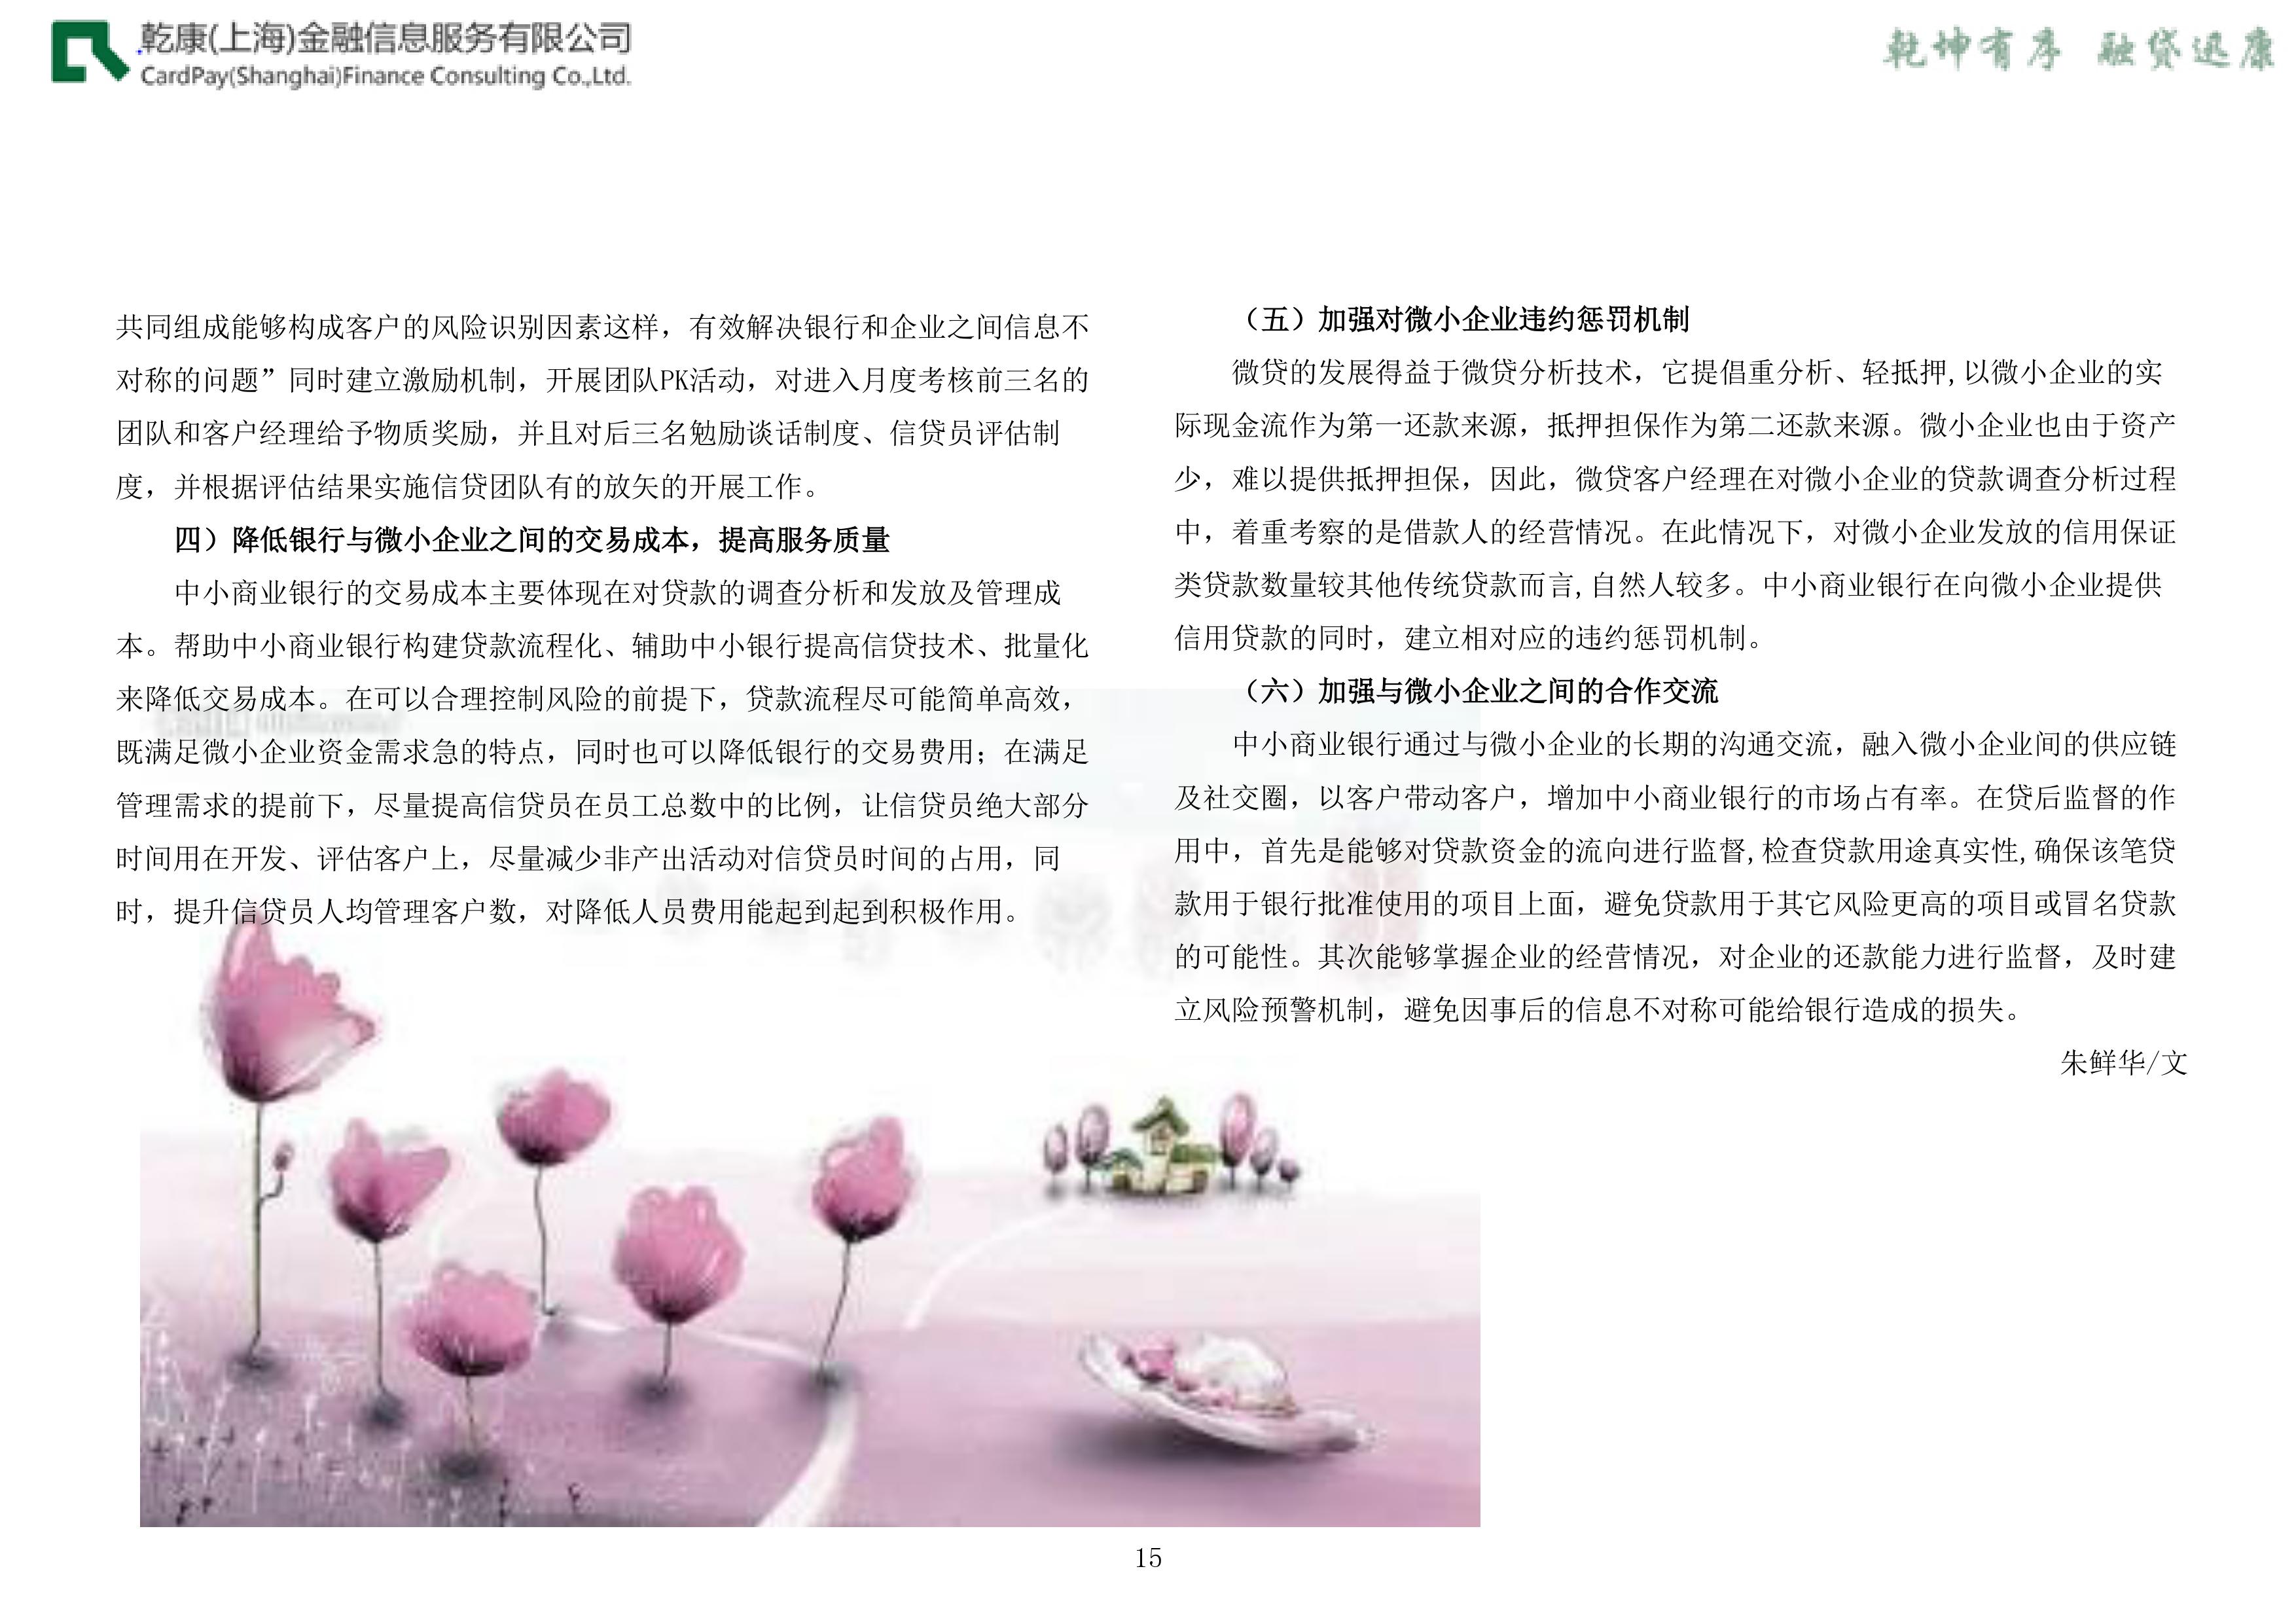 乾康(上海)金融信息服务有限公司
CardPay(Shanghai)Finance Consulting Co.,Ltd.
乾坤有序 融贷迅康
共同组成能够构成客户的风险识别因素这样，有效解决银行和企业之间信息不
对称的问题”同时建立激励机制，开展团队PK活动，对进入月度考核前三名的
团队和客户经理给予物质奖励，并且对后三名勉励谈话制度、信贷员评估制
度，并根据评估结果实施信贷团队有的放矢的开展工作。
四）降低银行与微小企业之间的交易成本，提高服务质量
中小商业银行的交易成本主要体现在对贷款的调查分析和发放及管理成
本。帮助中小商业银行构建贷款流程化、辅助中小银行提高信贷技术、批量化
来降低交易成本。在可以合理控制风险的前提下，贷款流程尽可能简单高效，
既满足微小企业资金需求急的特点，同时也可以降低银行的交易费用；在满足
管理需求的提前下，尽量提高信贷员在员工总数中的比例，让信贷员绝大部分
时间用在开发、评估客户上，尽量减少非产出活动对信贷员时间的占用，同
时，提升信贷员人均管理客户数，对降低人员费用能起到起到积极作用。
（五）加强对微小企业违约惩罚机制
微贷的发展得益于微贷分析技术，它提倡重分析、轻抵押,以微小企业的实
际现金流作为第一还款来源，抵押担保作为第二还款来源。微小企业也由于资产
少，难以提供抵押担保，因此，微贷客户经理在对微小企业的贷款调查分析过程
中，着重考察的是借款人的经营情况。在此情况下，对微小企业发放的信用保证
类贷款数量较其他传统贷款而言,自然人较多。中小商业银行在向微小企业提供
信用贷款的同时，建立相对应的违约惩罚机制。
（六）加强与微小企业之间的合作交流
中小商业银行通过与微小企业的长期的沟通交流，融入微小企业间的供应链
及社交圈，以客户带动客户，增加中小商业银行的市场占有率。在贷后监督的作
用中，首先是能够对贷款资金的流向进行监督,检查贷款用途真实性,确保该笔贷
款用于银行批准使用的项目上面，避免贷款用于其它风险更高的项目或冒名贷款
的可能性。其次能够掌握企业的经营情况，对企业的还款能力进行监督，及时建
立风险预警机制，避免因事后的信息不对称可能给银行造成的损失。
朱鲜华/文
15